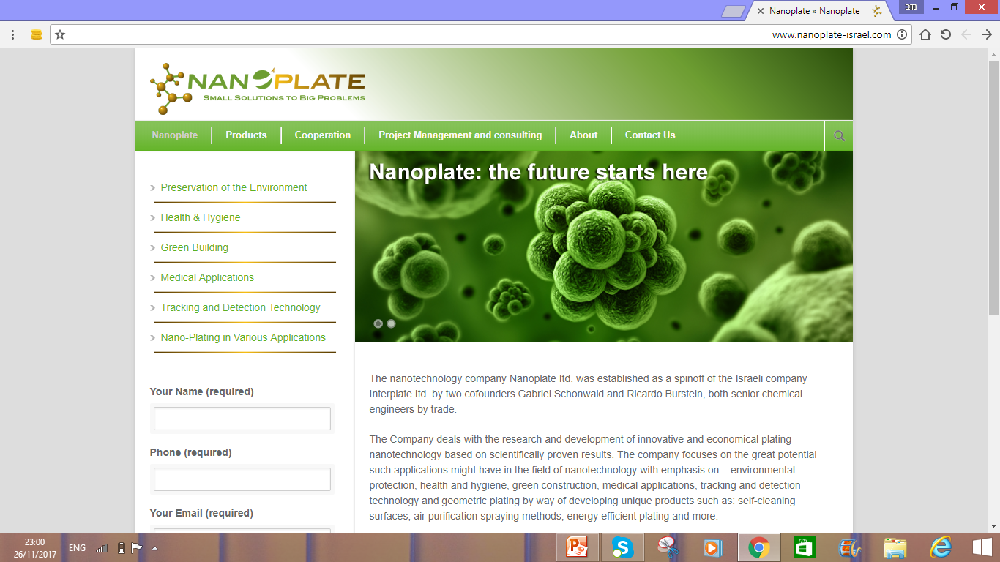 Nanoplate » Nanoplate
נדב
www.nanoplate-israel.com
NANOPLATE
Small Solutions to Big Problems
Nanoplate
Products
Cooperation
Project Management and consulting
About
Contact Us
Preservation of the Environment
Health & Hygiene
Green Building
Medical Applications
Tracking and Detection Technology
Nano-Plating in Various Applications
Your Name (required)
Phone (required)
Your Email (required)
Nanoplate: the future starts here
The nanotechnology company Nanoplate ltd. was established as a spinoff of the Israeli company
Interplate ltd. by two cofounders Gabriel Schonwald and Ricardo Burstein, both senior chemical
engineers by trade.
The Company deals with the research and development of innovative and economical plating
nanotechnology based on scientifically proven results. The company focuses on the great potential
such applications might have in the field of nanotechnology with emphasis on – environmental
protection, health and hygiene, green construction, medical applications, tracking and detection
technology and geometric plating by way of developing unique products such as: self-cleaning
surfaces, air purification spraying methods, energy efficient plating and more.
23:00
26/11/2017
ENG